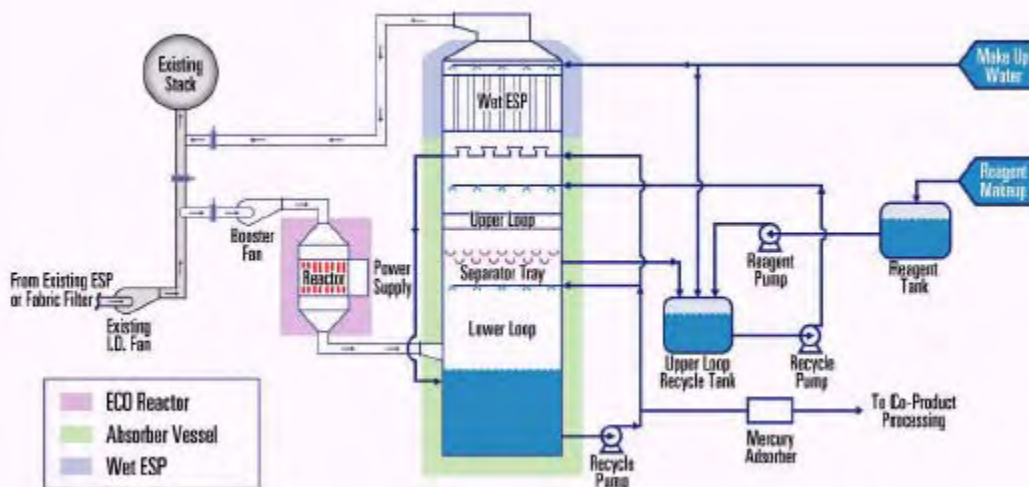 Existing
Stack
Wet ESP
Make Up
Water
Reagent
Makeup
Upper Loop
Booster
Fan
Reactor
Power
Supply
Separator Tray
Reagent
Pump
Reagent
Tank
From Existing ESP
or Fabric Filter
Existing
I.D. Fan
Lower Loop
Upper Loop
Recycle Tank
Recycle
Pump
ECO Reactor
Absorber Vessel
Wet ESP
Recycle
Pump
Mercury
Adsorber
To Co-Product
Processing